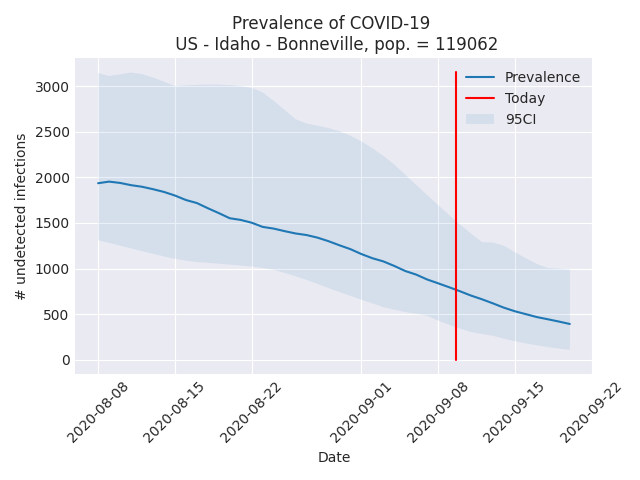 Prevalence of COVID-19
US - Idaho - Bonneville, pop. = 119062
Prevalence
Today
95CI
# undetected infections
3000
2500
2000
1500
1000
500
0
2020-08-08
2020-08-15
2020-08-22
2020-09-01
2020-09-08
2020-09-15
2020-09-22
Date